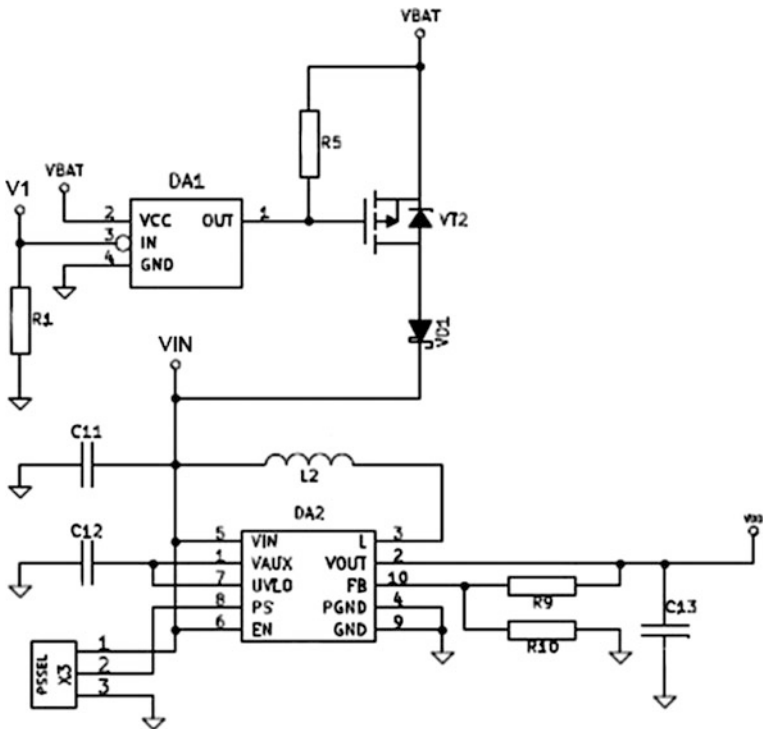 VBAT
R5
VBAT
DA1
V1
2 VCC OUT 1
3 IN
4 GND
VT2
R1
VD1
VIN
C11
L2
DA2
C12
5 VIN L 3
1 VAUX VOUT 2
7 UVLO FB 10
8 PS PGND 4
6 EN GND 9
R9
R10
C13
PSSEL
X3
1
2
3